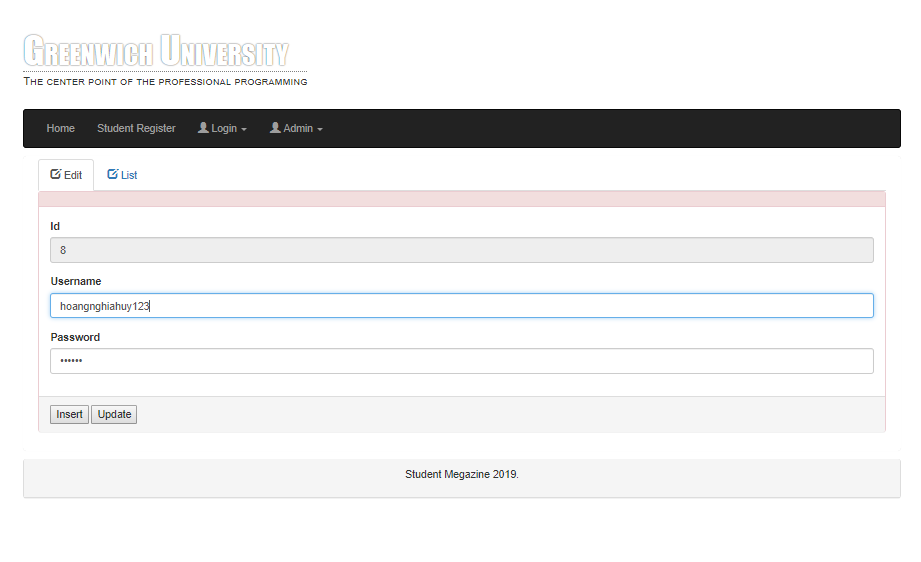 GREENWICH UNIVERSITY
THE CENTER POINT OF THE PROFESSIONAL PROGRAMMING
Home Student Register Login Admin
Edit List
Id
8
Username
hoangnghiahuy123
Password
••••••
Insert Update
Student Megazine 2019.